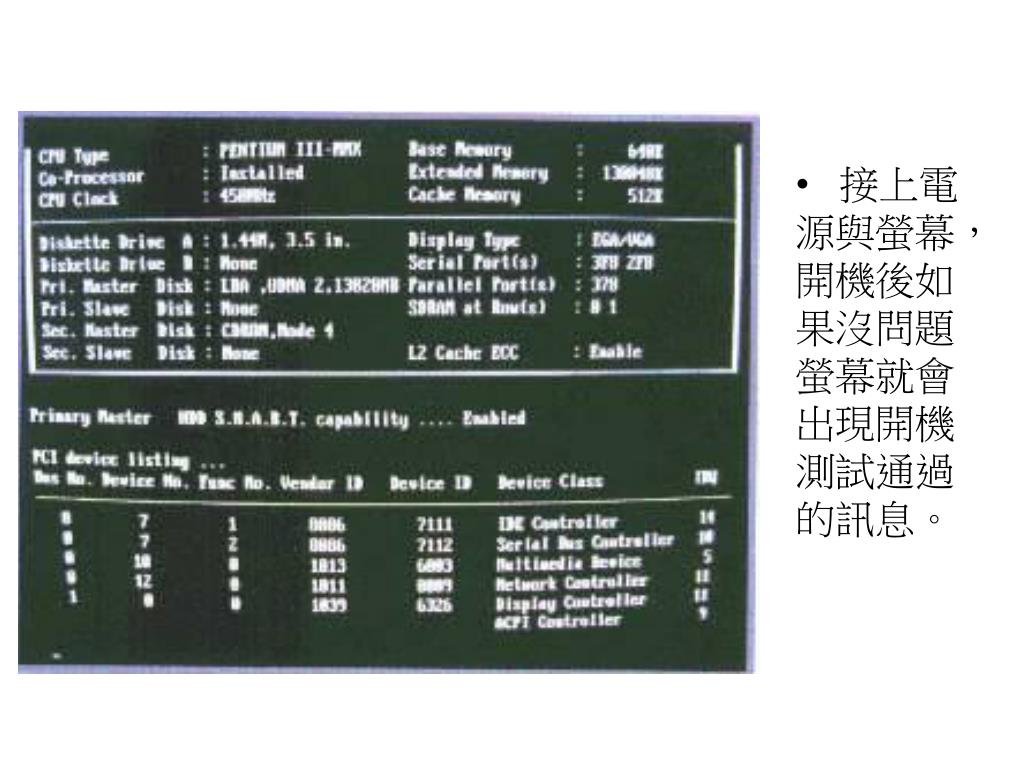 CPU Type : PENTIUM III-MMX Base Memory : 640K
Co-Processor : Installed Extended Memory : 130048K
CPU Clock : 450MHz Cache Memory : 512K
Diskette Drive A : 1.44M, 3.5 in. Display Type : EGA/VGA
Diskette Drive B : None Serial Port(s) : 3F8 2F8
Pri. Master Disk : LBA ,UDMA 2,13020MB Parallel Port(s) : 378
Pri. Slave Disk : None SDRAM at Row(s) : 0 1
Sec. Master Disk : CDROM,Mode 4
Sec. Slave Disk : None L2 Cache ECC : Enable
Primary Master HDD S.M.A.R.T. capability .... Enabled
PCI device listing ...
Bus No. Device No. Func No. Vendor ID Device ID Device Class IRQ
0 7 1 8086 7111 IDE Controller 14
0 7 2 8086 7112 Serial Bus Controller 10
0 10 0 1013 6003 Multimedia Device 5
0 12 0 1011 0009 Network Controller
1 0 0 1039 6326 Display Controller
ACPI Controller 9
• 接上電
源與螢幕，
開機後如
果沒問題
螢幕就會
出現開機
測試通過
的訊息。